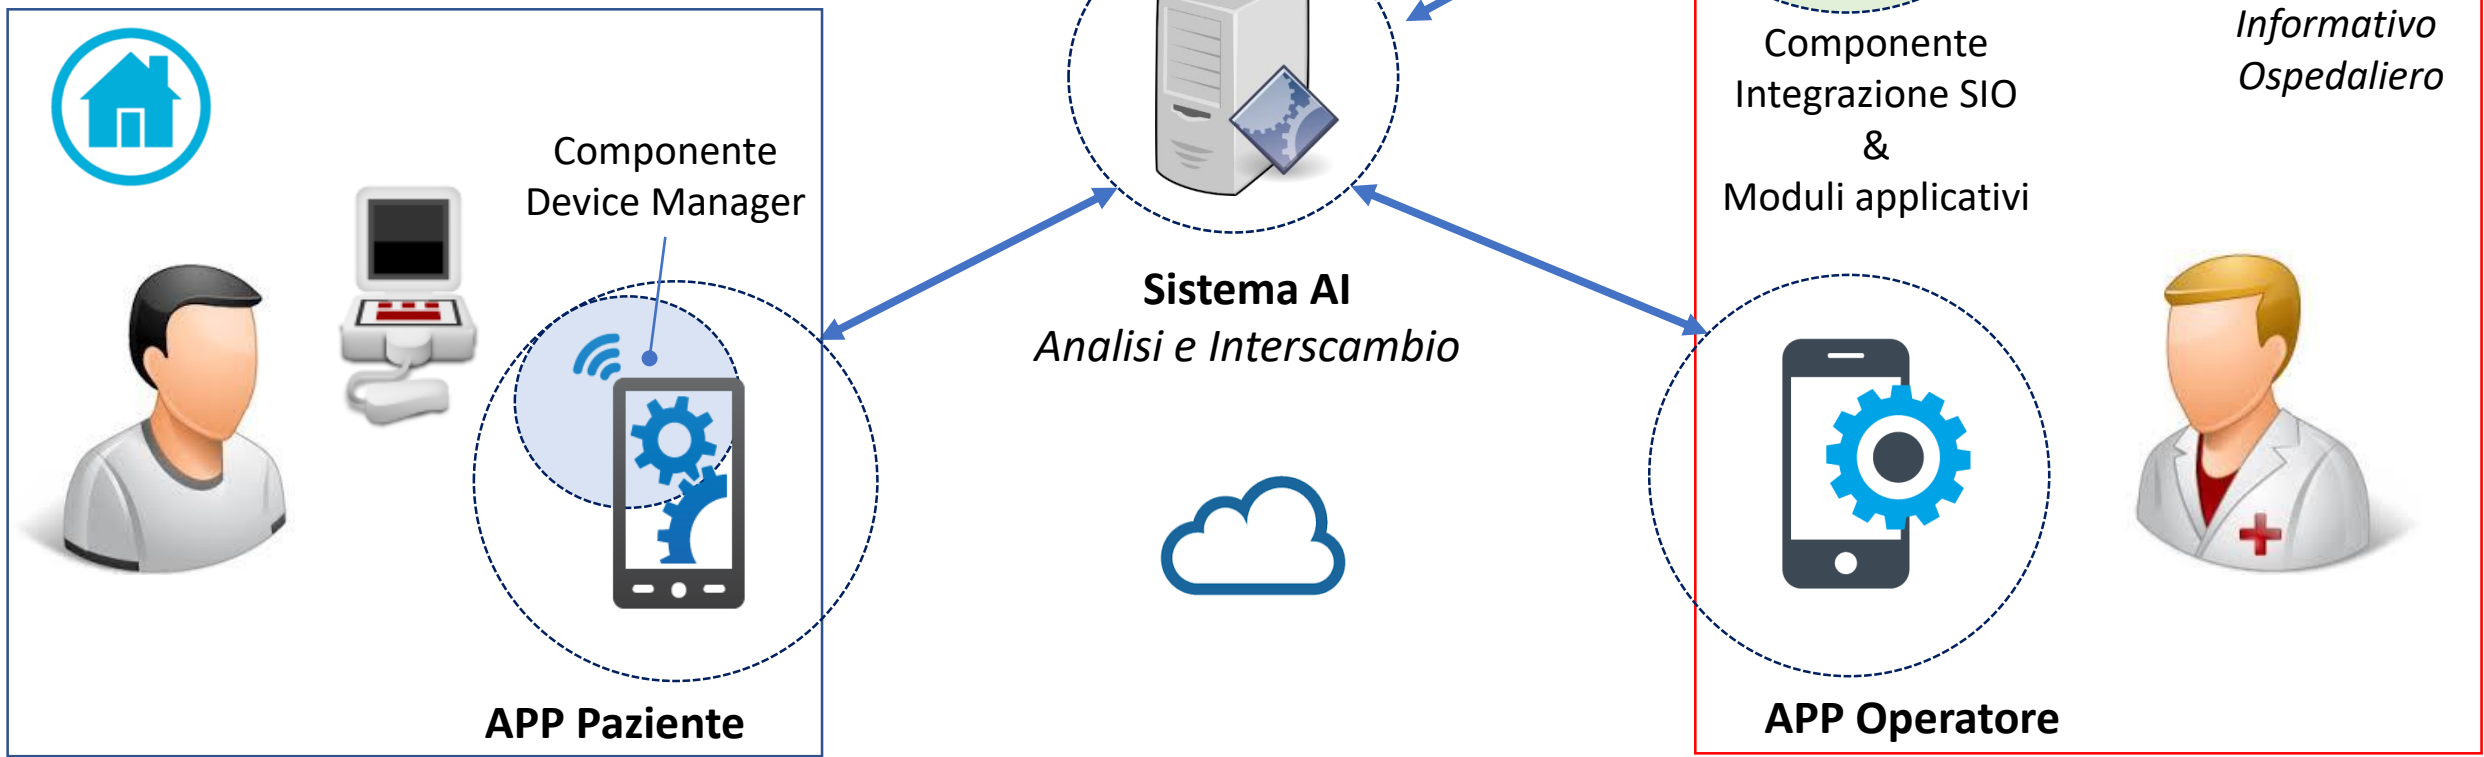 Componente
Device Manager
APP Paziente
Sistema AI
Analisi e Interscambio
Componente
Integrazione SIO
&
Moduli applicativi
Informativo
Ospedaliero
APP Operatore